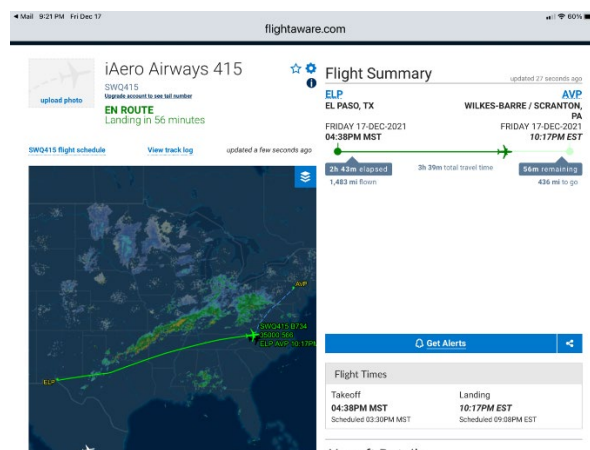 Mail 9:21 PM Fri Dec 17
60%
flightaware.com
upload photo
iAero Airways 415
SWQ415
Upgrade account to see tail number
EN ROUTE
Landing in 56 minutes
SWQ415 flight schedule
View track log
updated a few seconds ago
AVP
SWQ415 B734
35000 566
ELP AVP 10:17P
ELP
Flight Summary
updated 27 seconds ago
ELP
AVP
EL PASO, TX
WILKES-BARRE / SCRANTON,
PA
FRIDAY 17-DEC-2021
FRIDAY 17-DEC-2021
04:38PM MST
10:17PM EST
2h 43m elapsed
3h 39m total travel time
56m remaining
1,483 mi flown
436 mi to go
Get Alerts
Flight Times
Takeoff
Landing
04:38PM MST
10:17PM EST
Scheduled 03:30PM MST
Scheduled 09:08PM EST